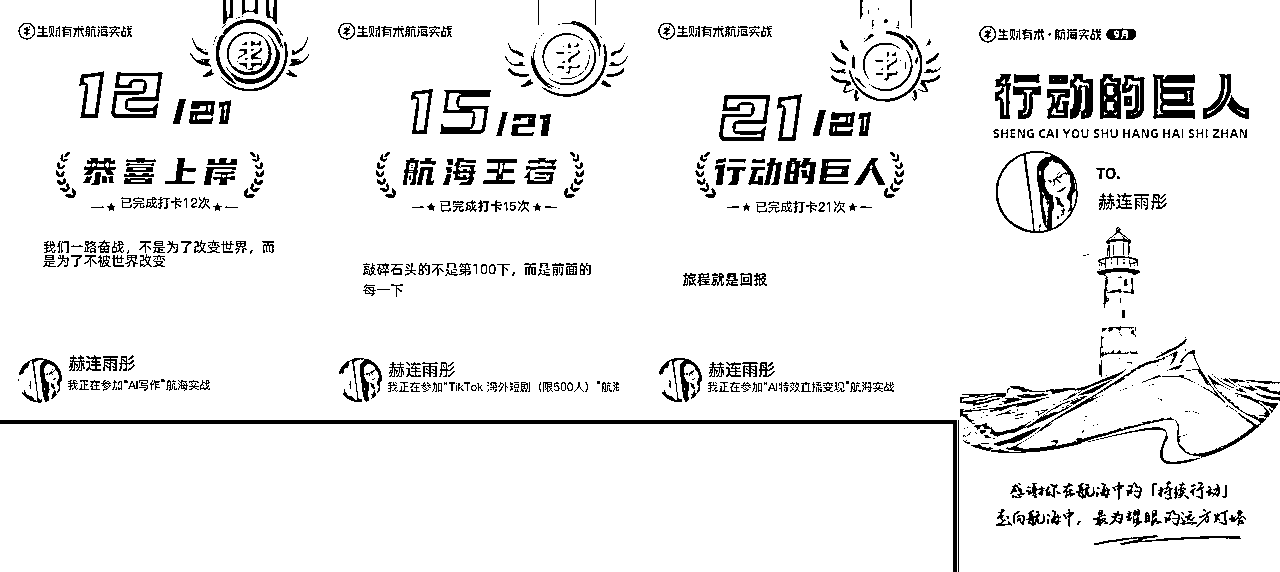 生财有术航海实战
12/21
恭喜上岸
已完成打卡12次
我们一路奋战，不是为了改变世界，而
是为了不被世界改变
赫连雨彤
我正在参加"AI写作"航海实战
生财有术航海实战
15/21
航海王者
已完成打卡15次
敲碎石头的不是第100下，而是前面的
每一下
赫连雨彤
我正在参加"TikTok 海外短剧（限500人）"航海
生财有术航海实战
21/21
行动的巨人
已完成打卡21次
旅程就是回报
赫连雨彤
我正在参加"AI特效直播变现"航海实战
生财有术·航海实战 9月
行动的巨人
SHENG CAI YOU SHU HANG HAI SHI ZHAN
TO.
赫连雨彤
感谢你在航海中的「持续行动」
致向航海中，最为耀眼的远方灯塔